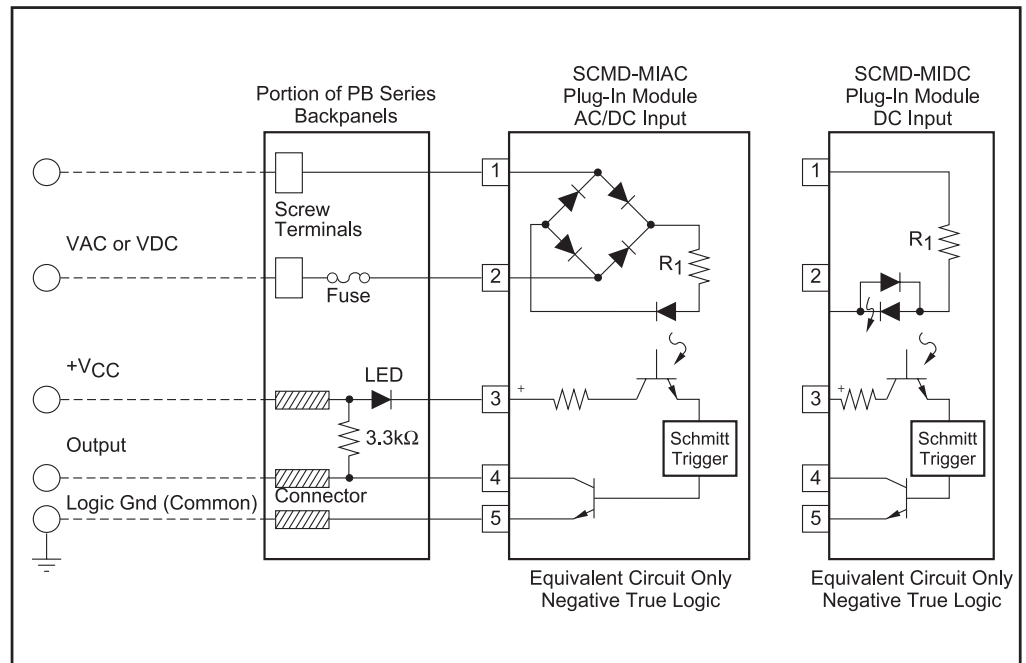 Portion of PB Series
Backpanels
SCMD-MIAC
Plug-In Module
AC/DC Input
SCMD-MIDC
Plug-In Module
DC Input
Screw
Terminals
VAC or VDC
Fuse
+VCC
LED
3.3kΩ
Output
Connector
Logic Gnd (Common)
1
2
3
4
5
R1
+
Schmitt
Trigger
Equivalent Circuit Only
Negative True Logic
1
2
3
4
5
R1
+
Schmitt
Trigger
Equivalent Circuit Only
Negative True Logic